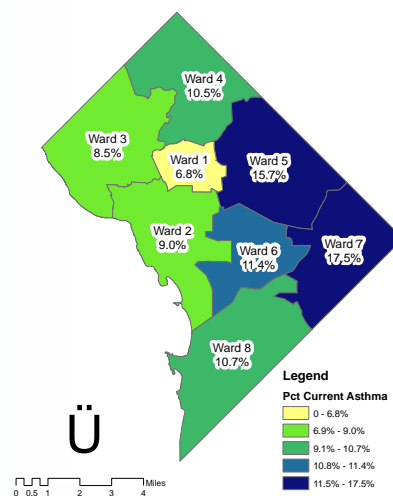 Ward 4
10.5%
Ward 3
8.5%
Ward 1
6.8%
Ward 5
15.7%
Ward 2
9.0%
Ward 6
11.4%
Ward 7
17.5%
Ward 8
10.7%
Legend
Pct Current Asthma
0 - 6.8%
6.9% - 9.0%
9.1% - 10.7%
10.8% - 11.4%
11.5% - 17.5%
Ü
Miles
0 0.5 1 2 3 4